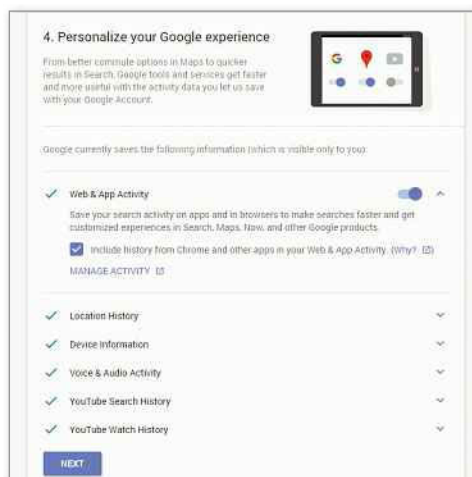 4. Personalize your Google experience
From better commute options in Maps to quicker
results in Search, Google tools and services get faster
and more useful with the activity data you let us save
with your Google Account.
Google currently saves the following information (which is visible only to you):
Web & App Activity
Save your search activity on apps and in browsers to make searches faster and get
customized experiences in Search, Maps, Now, and other Google products.
Include history from Chrome and other apps in your Web & App Activity. (Why?)
MANAGE ACTIVITY
Location History
Device Information
Voice & Audio Activity
YouTube Search History
YouTube Watch History
NEXT